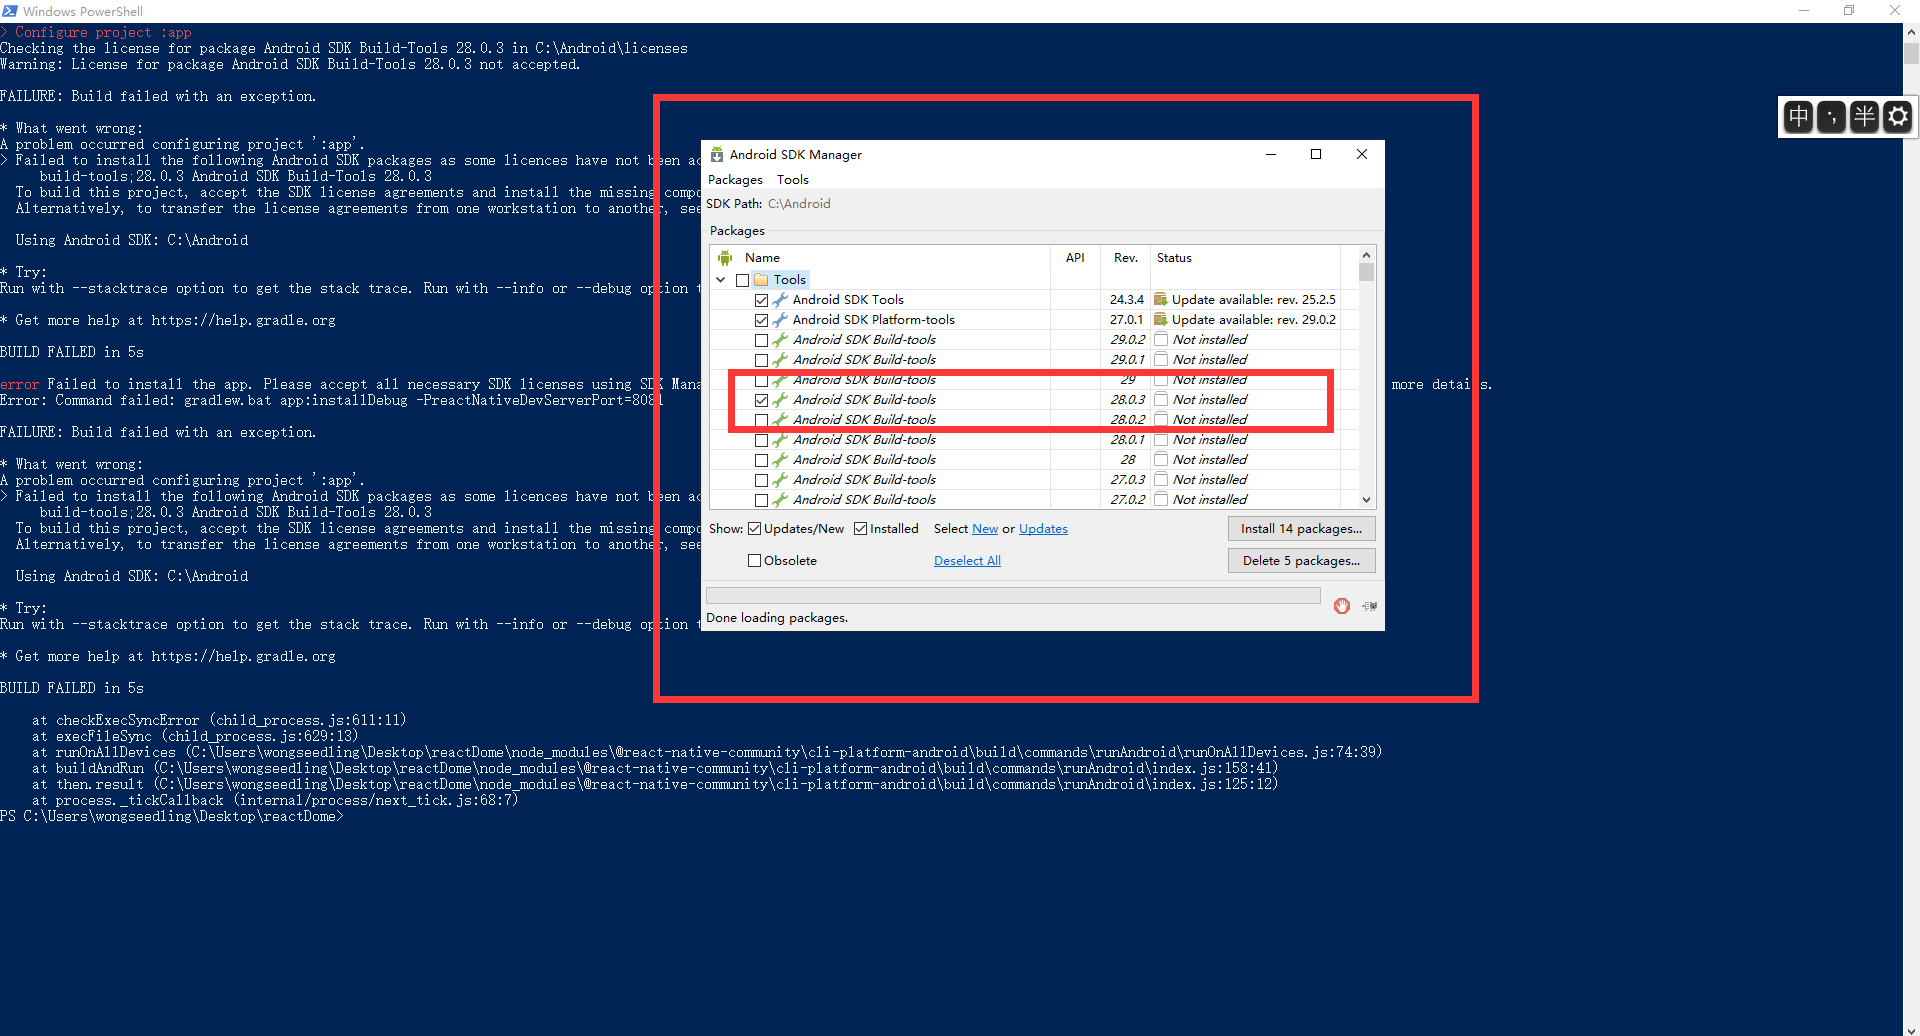 Windows PowerShell
> Configure project :app
Checking the license for package Android SDK Build-Tools 28.0.3 in C:\Android\licenses
Warning: License for package Android SDK Build-Tools 28.0.3 not accepted.
FAILURE: Build failed with an exception.
* What went wrong:
A problem occurred configuring project ':app'.
> Failed to install the following Android SDK packages as some licences have not been ac
build-tools;28.0.3 Android SDK Build-Tools 28.0.3
To build this project, accept the SDK license agreements and install the missing compo
Alternatively, to transfer the license agreements from one workstation to another, see
Using Android SDK: C:\Android
* Try:
Run with --stacktrace option to get the stack trace. Run with --info or --debug option t
* Get more help at https://help.gradle.org
BUILD FAILED in 5s
error Failed to install the app. Please accept all necessary SDK licenses using SDK Mana more details.
Error: Command failed: gradlew.bat app:installDebug -PreactNativeDevServerPort=8081
FAILURE: Build failed with an exception.
* What went wrong:
A problem occurred configuring project ':app'.
> Failed to install the following Android SDK packages as some licences have not been ac
build-tools;28.0.3 Android SDK Build-Tools 28.0.3
To build this project, accept the SDK license agreements and install the missing compo
Alternatively, to transfer the license agreements from one workstation to another, see
Using Android SDK: C:\Android
* Try:
Run with --stacktrace option to get the stack trace. Run with --info or --debug option t
* Get more help at https://help.gradle.org
BUILD FAILED in 5s
at checkExecSyncError (child_process.js:611:11)
at execFileSync (child_process.js:629:13)
at runOnAllDevices (C:\Users\wongseedling\Desktop\reactDome\node_modules\@react-native-community\cli-platform-android\build\commands\runAndroid\runOnAllDevices.js:74:39)
at buildAndRun (C:\Users\wongseedling\Desktop\reactDome\node_modules\@react-native-community\cli-platform-android\build\commands\runAndroid\index.js:158:41)
at then.result (C:\Users\wongseedling\Desktop\reactDome\node_modules\@react-native-community\cli-platform-android\build\commands\runAndroid\index.js:125:12)
at process._tickCallback (internal/process/next_tick.js:68:7)
PS C:\Users\wongseedling\Desktop\reactDome>
Android SDK Manager
Packages Tools
SDK Path: C:\Android
Packages
Name API Rev. Status
Tools
Android SDK Tools 24.3.4 Update available: rev. 25.2.5
Android SDK Platform-tools 27.0.1 Update available: rev. 29.0.2
Android SDK Build-tools 29.0.2 Not installed
Android SDK Build-tools 29.0.1 Not installed
Android SDK Build-tools 29 Not installed
Android SDK Build-tools 28.0.3 Not installed
Android SDK Build-tools 28.0.2 Not installed
Android SDK Build-tools 28.0.1 Not installed
Android SDK Build-tools 28 Not installed
Android SDK Build-tools 27.0.3 Not installed
Android SDK Build-tools 27.0.2 Not installed
Show: Updates/New Installed Select New or Updates Install 14 packages...
Obsolete Deselect All Delete 5 packages...
Done loading packages.
中 ·, 半